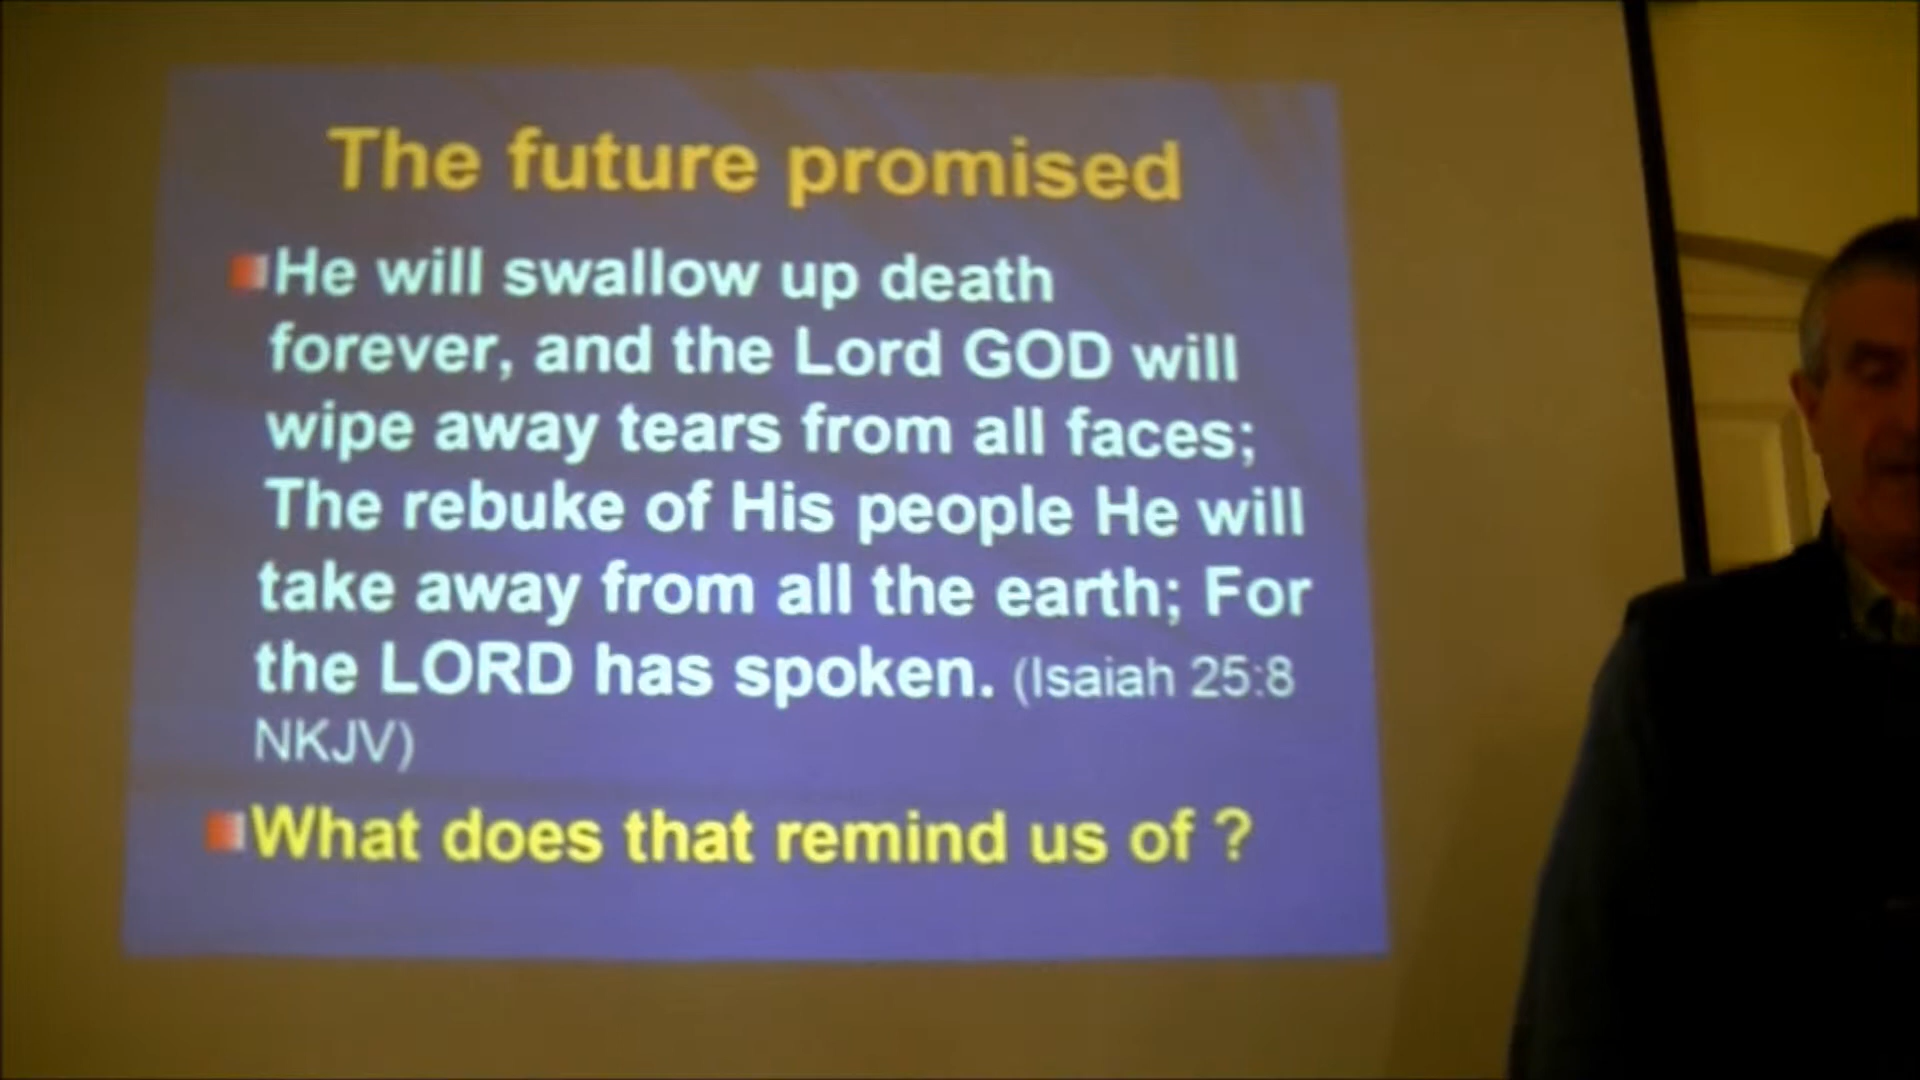 The future promised
He will swallow up death
forever, and the Lord GOD will
wipe away tears from all faces;
The rebuke of His people He will
take away from all the earth; For
the LORD has spoken. (Isaiah 25:8
NKJV)
What does that remind us of ?